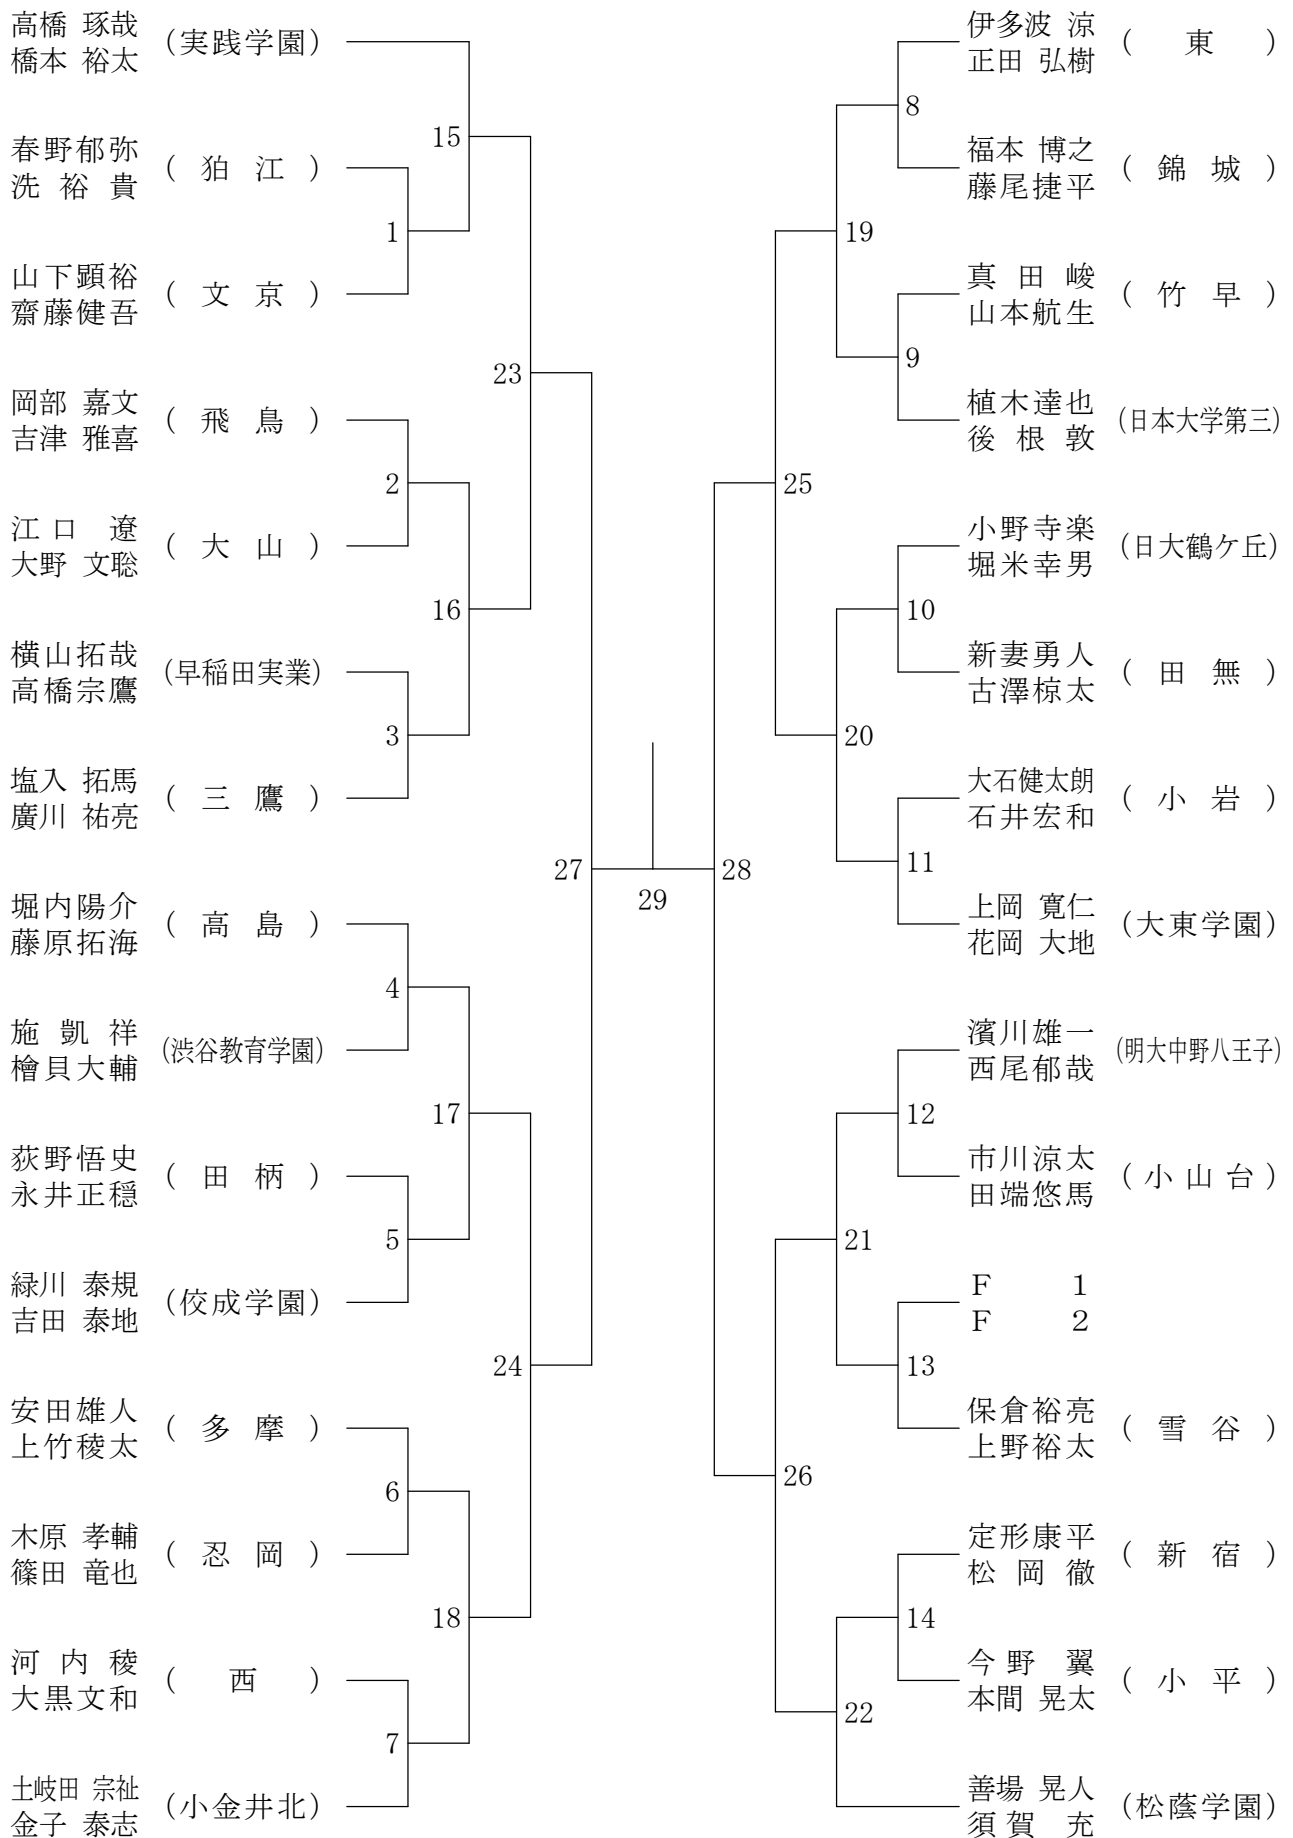 高橋 琢哉
橋本 裕太
(実践学園)
春野郁弥
洗 裕 貴
( 狛 江 )
山下顕裕
齋藤健吾
( 文 京 )
岡部 嘉文
吉津 雅喜
( 飛 鳥 )
江口 遼
大野 文聡
( 大 山 )
横山拓哉
高橋宗鷹
(早稲田実業)
塩入 拓馬
廣川 祐亮
( 三 鷹 )
堀内陽介
藤原拓海
( 高 島 )
施 凱 祥
檜貝大輔
(渋谷教育学園)
荻野悟史
永井正穏
( 田 柄 )
緑川 泰規
吉田 泰地
(佼成学園)
安田雄人
上竹稜太
( 多 摩 )
木原 孝輔
篠田 竜也
( 忍 岡 )
河 内 稜
大黒文和
( 西 )
土岐田 宗祉
金子 泰志
(小金井北)
1
2
3
4
5
6
7
15
16
17
18
23
24
27
29
28
25
26
19
20
21
22
8
9
10
11
12
13
14
伊多波 涼
正田 弘樹
( 東 )
福本 博之
藤尾捷平
( 錦 城 )
真 田 峻
山本航生
( 竹 早 )
植木達也
後 根 敦
(日本大学第三)
小野寺楽
堀米幸男
(日大鶴ケ丘)
新妻勇人
古澤椋太
( 田 無 )
大石健太朗
石井宏和
( 小 岩 )
上岡 寛仁
花岡 大地
(大東学園)
濱川雄一
西尾郁哉
(明大中野八王子)
市川涼太
田端悠馬
( 小 山 台 )
F 1
F 2
保倉裕亮
上野裕太
( 雪 谷 )
定形康平
松 岡 徹
( 新 宿 )
今 野 翼
本間 晃太
( 小 平 )
善場 晃人
須 賀 充
(松蔭学園)